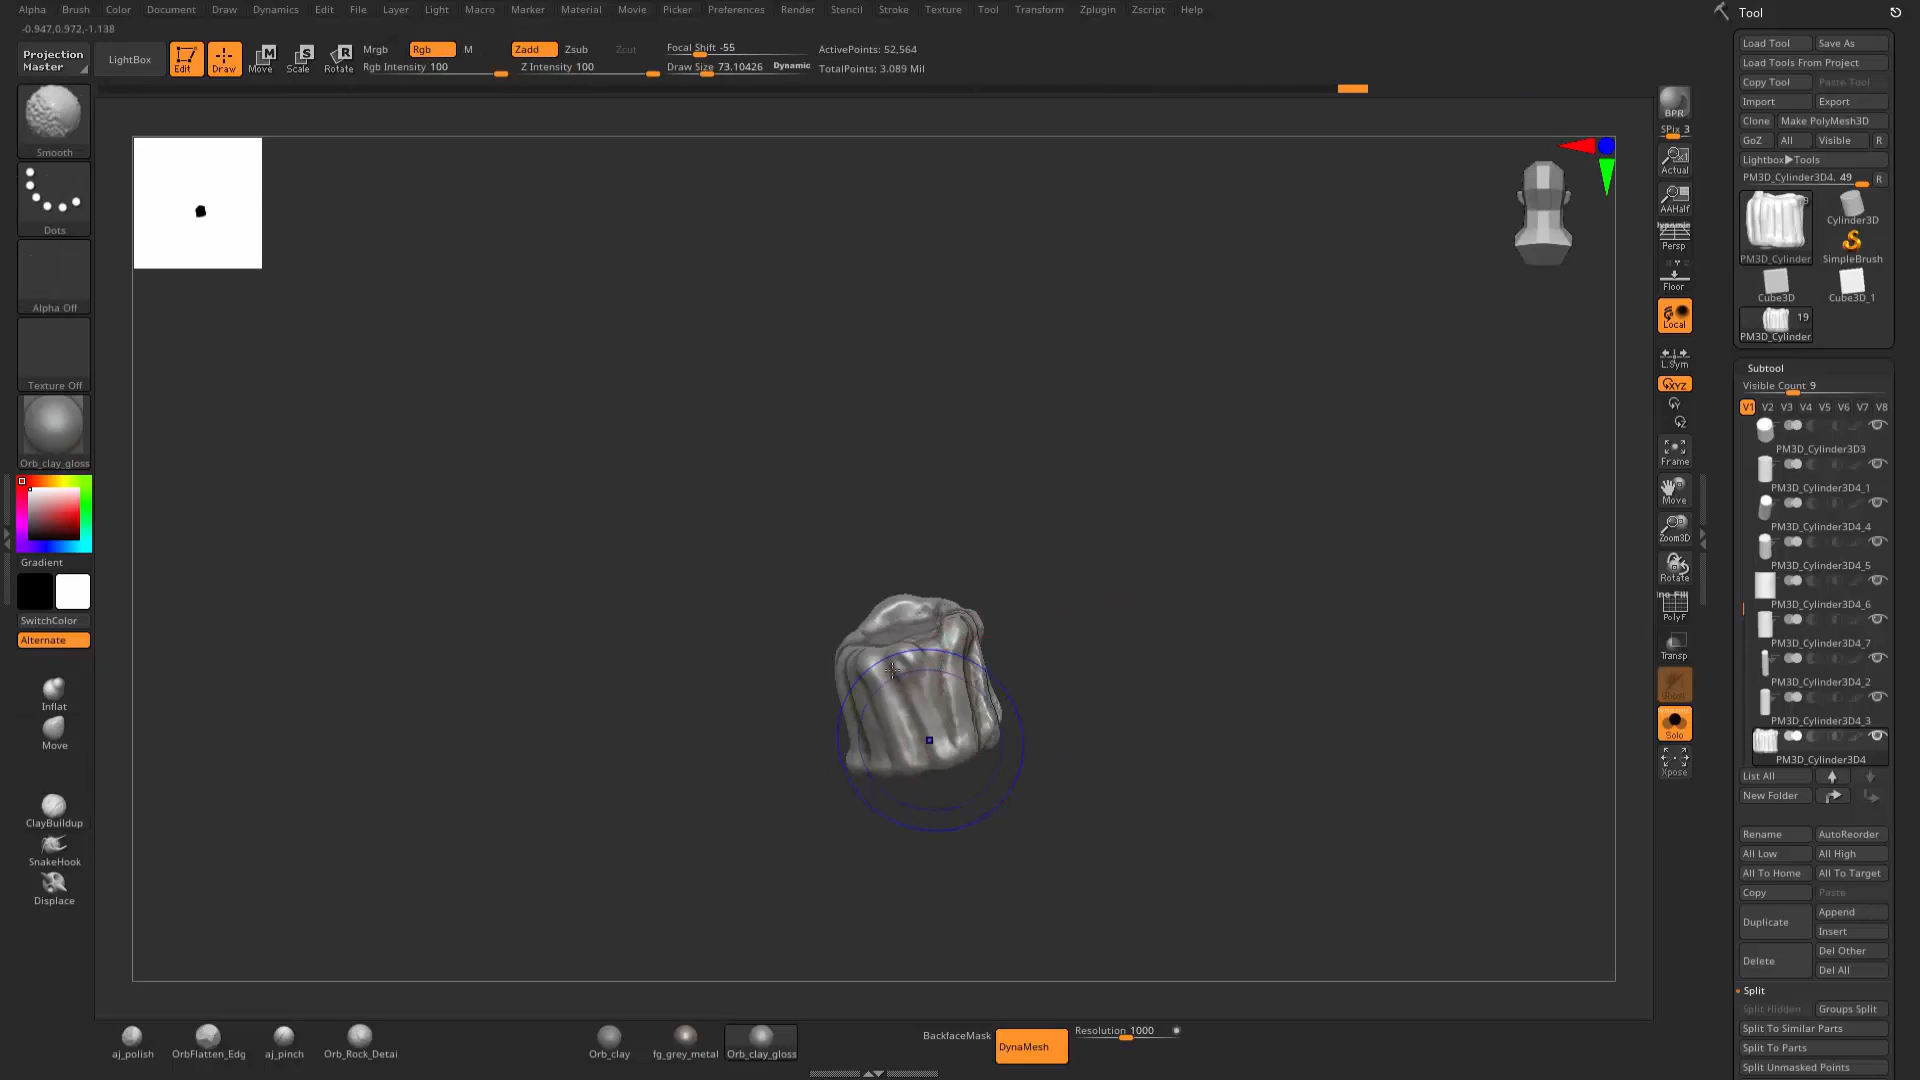 Alpha Brush Color Document Draw Dynamics Edit File Layer Light Macro Marker Material Movie Picker Preferences Render Stencil Stroke Texture Tool Transform Zplugin Zscript Help
Tool
-0.947,0.972,-1.138
Projection Master
LightBox
Edit
Draw
Move
Scale
Rotate
Mrgb
Rgb
M
Rgb Intensity 100
Zadd
Zsub
Zcut
Z Intensity 100
Focal Shift -55
Draw Size 73.10426
Dynamic
ActivePoints: 52,564
TotalPoints: 3.089 Mil
Smooth
Dots
Alpha Off
Texture Off
Orb_clay_gloss
Gradient
SwitchColor
Alternate
Inflat
Move
ClayBuildup
SnakeHook
Displace
BPR
SPix 3
Actual
AAHalf
Dynamic
Persp
Floor
Local
L.Sym
XYZ
Frame
Move
Zoom3D
Rotate
PolyF
Transp
Ghost
Solo
Xpose
Load Tool
Save As
Load Tools From Project
Copy Tool
Paste Tool
Import
Export
Clone
Make PolyMesh3D
GoZ
All
Visible
R
Lightbox▶Tools
PM3D_Cylinder3D4. 49
R
PM3D_Cylinder
Cylinder3D
SimpleBrush
Cube3D
Cube3D_1
19
PM3D_Cylinder
Subtool
Visible Count 9
V1 V2 V3 V4 V5 V6 V7 V8
PM3D_Cylinder3D3
PM3D_Cylinder3D4_1
PM3D_Cylinder3D4_4
PM3D_Cylinder3D4_5
PM3D_Cylinder3D4_6
PM3D_Cylinder3D4_7
PM3D_Cylinder3D4_2
PM3D_Cylinder3D4_3
PM3D_Cylinder3D4
List All
New Folder
Rename
AutoReorder
All Low
All High
All To Home
All To Target
Copy
Paste
Duplicate
Append
Insert
Delete
Del Other
Del All
Split
Split Hidden
Groups Split
Split To Similar Parts
Split To Parts
Split Unmasked Points
aj_polish
OrbFlatten_Edg
aj_pinch
Orb_Rock_Detai
Orb_clay
fg_grey_metal
Orb_clay_gloss
BackfaceMask
DynaMesh
Resolution 1000